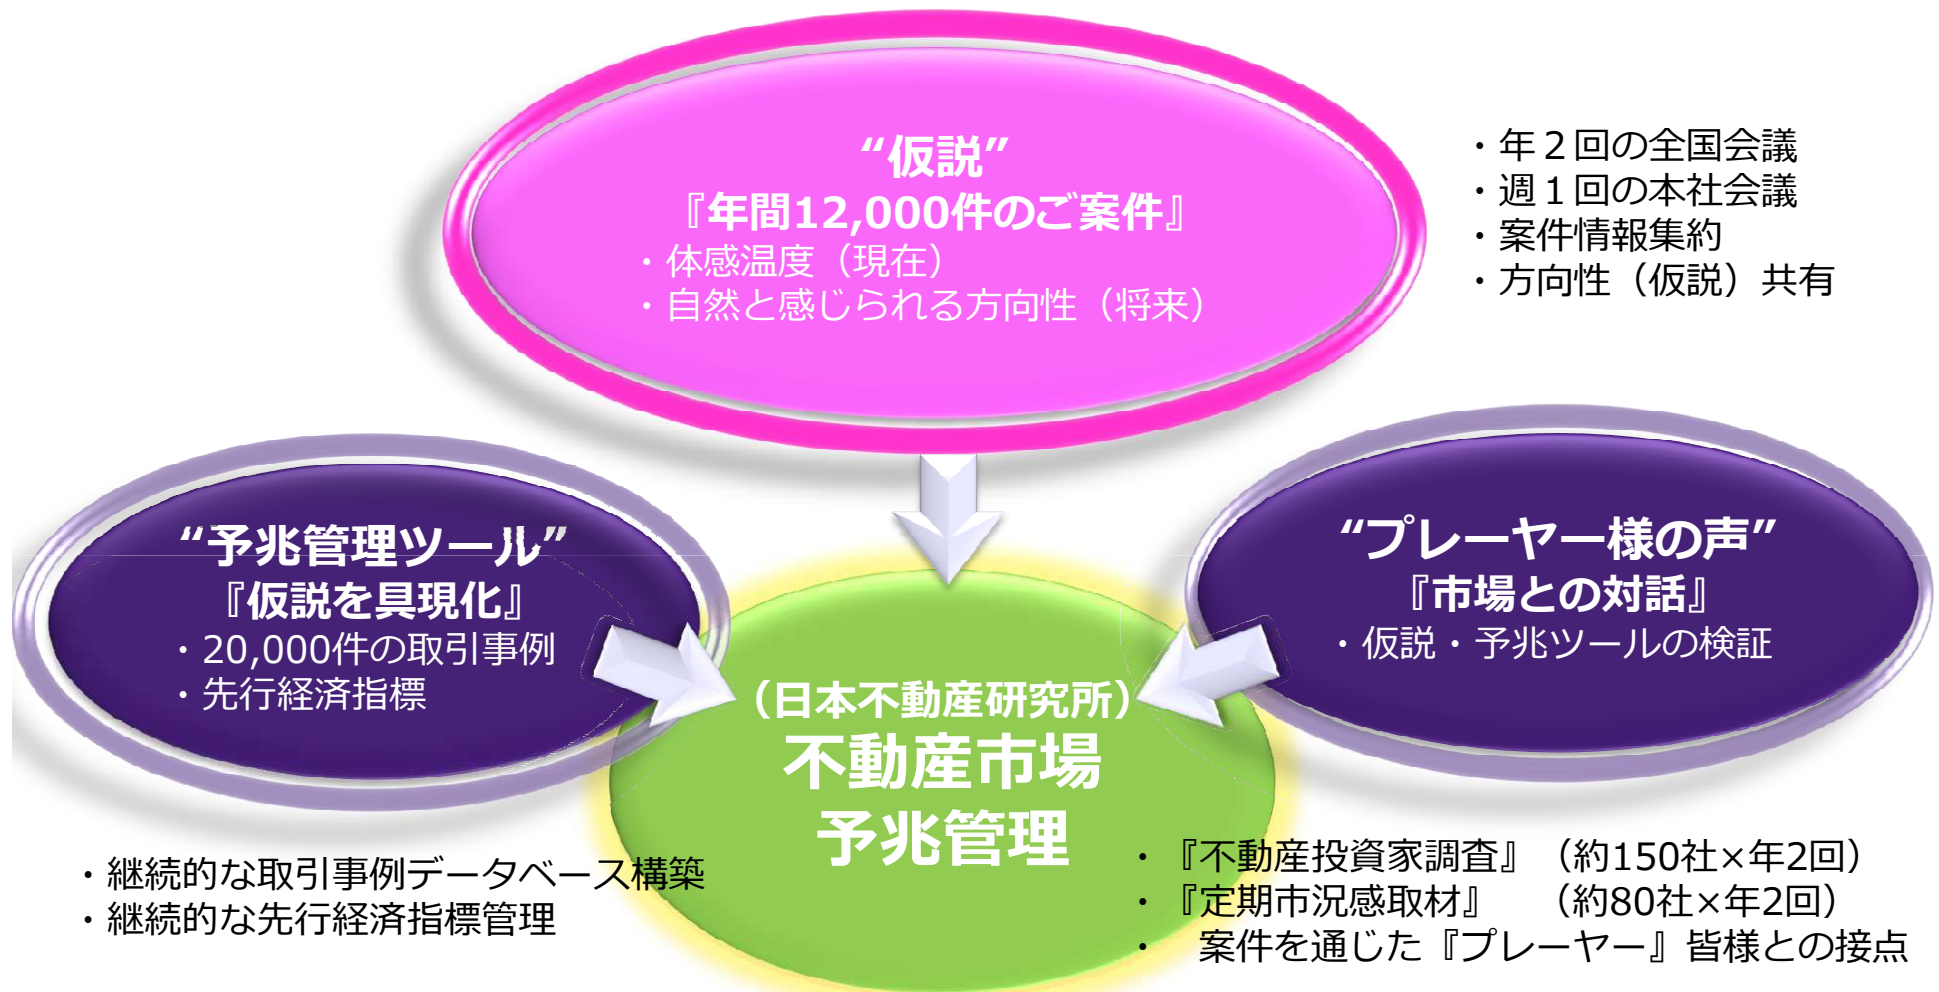 “仮説”
『年間12,000件のご案件』
・体感温度（現在）
・自然と感じられる方向性（将来）
・年２回の全国会議
・週１回の本社会議
・案件情報集約
・方向性（仮説）共有
“予兆管理ツール”
『仮説を具現化』
・20,000件の取引事例
・先行経済指標
“プレーヤー様の声”
『市場との対話』
・仮説・予兆ツールの検証
（日本不動産研究所）
不動産市場
予兆管理
・継続的な取引事例データベース構築
・継続的な先行経済指標管理
・『不動産投資家調査』（約150社×年2回）
・『定期市況感取材』　（約80社×年2回）
・　案件を通じた『プレーヤー』皆様との接点